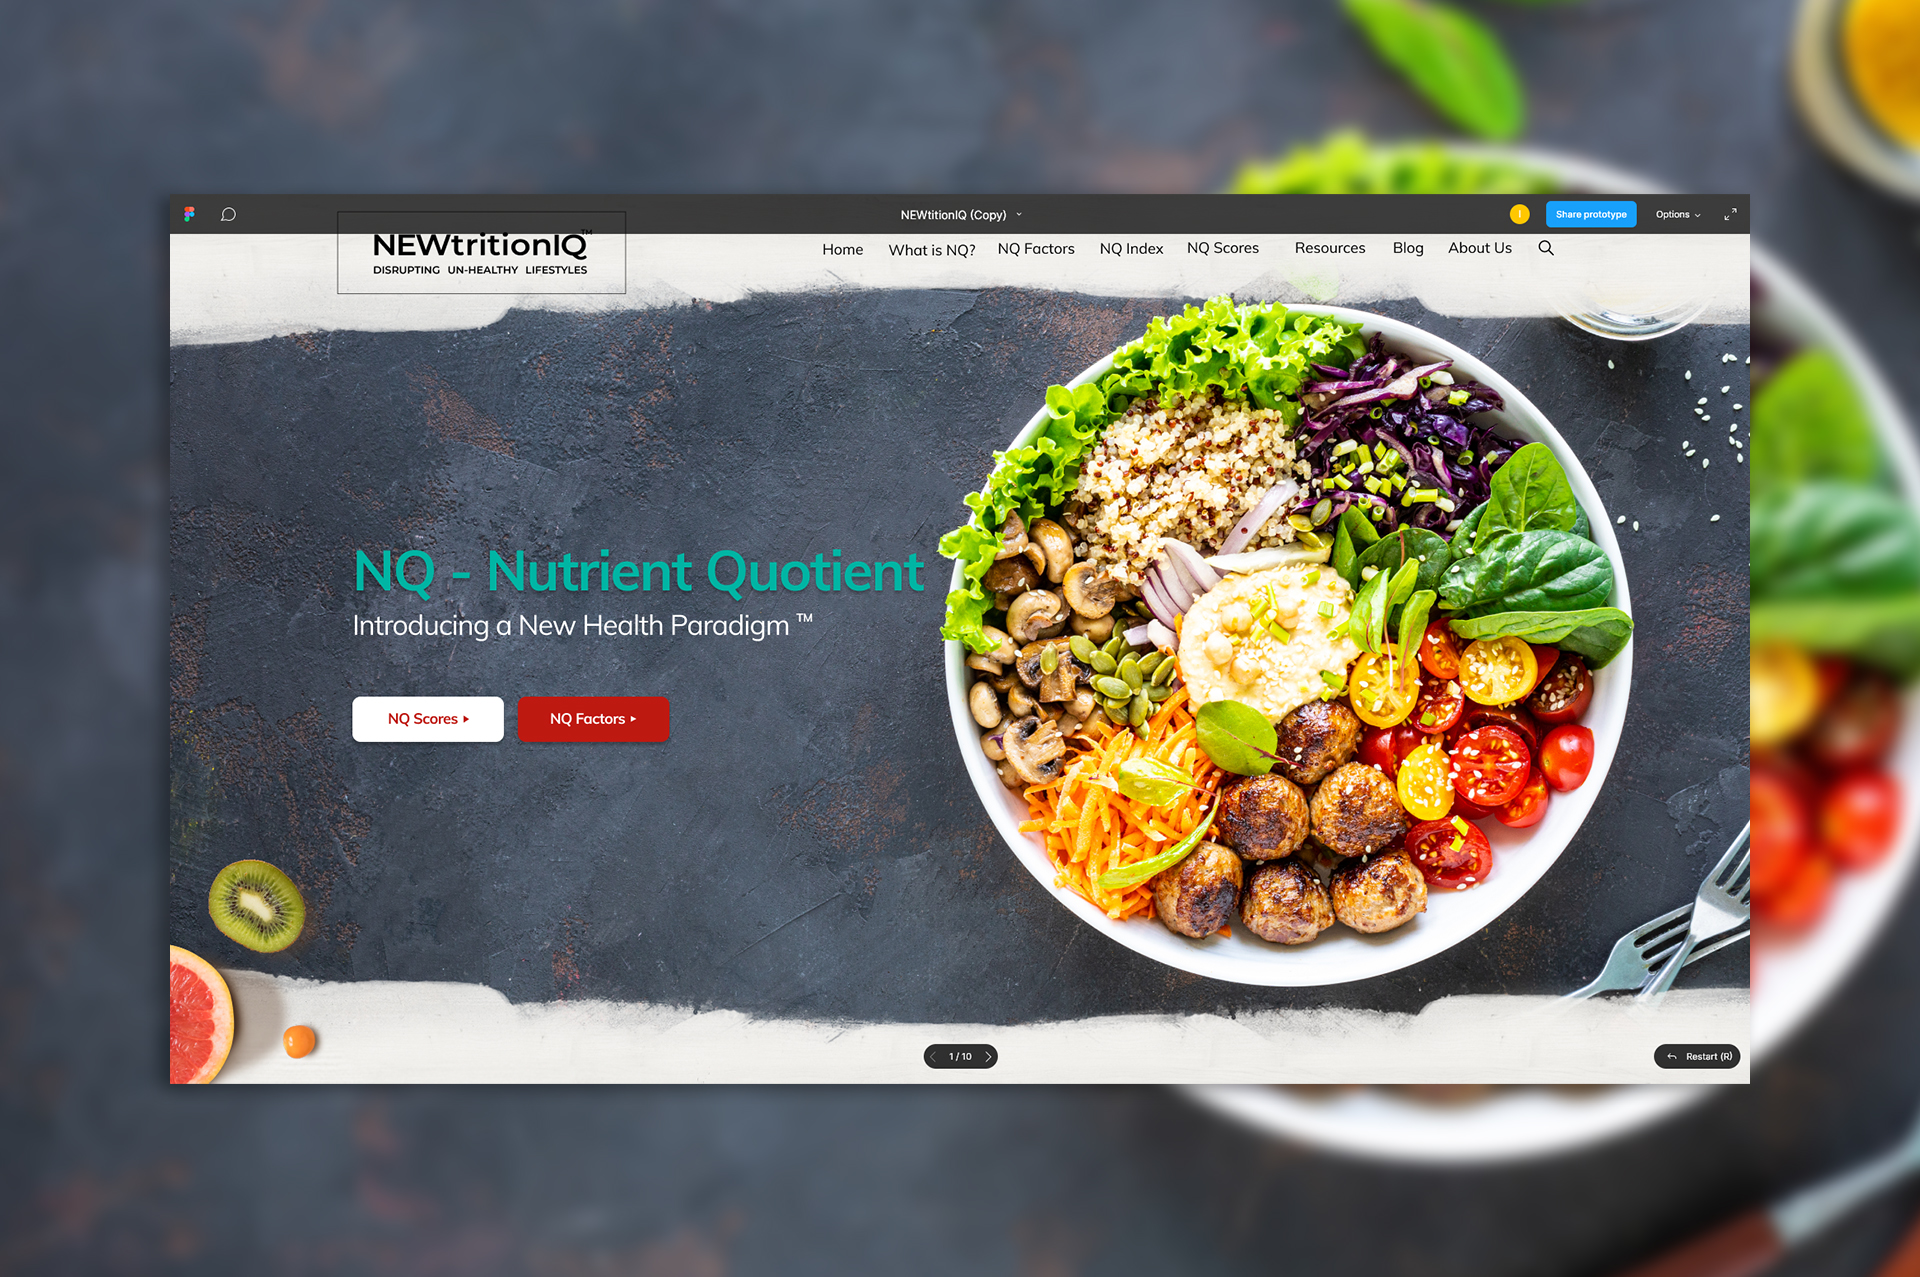 NEWtitionIQ (Copy)
I
Share prototype
Options
NEWtritionIQ™
DISRUPTING UN-HEALTHY LIFESTYLES
Home
What is NQ?
NQ Factors
NQ Index
NQ Scores
Resources
Blog
About Us
NQ - Nutrient Quotient
Introducing a New Health Paradigm ™
NQ Scores
NQ Factors
1 / 10
Restart (R)